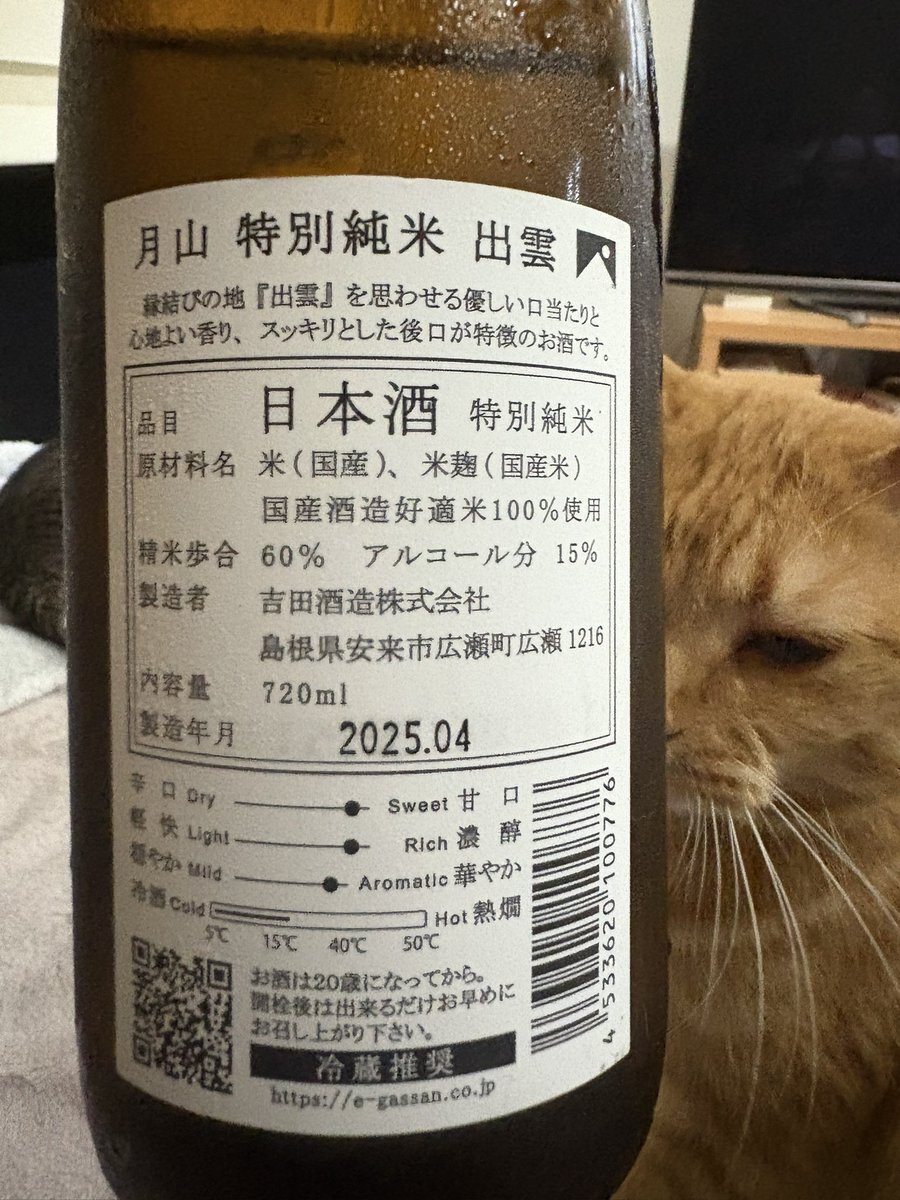 月山 特別純米 出雲
縁結びの地『出雲』を思わせる優しい口当たりと
心地よい香り、スッキリとした後口が特徴のお酒です。
品目 日本酒 特別純米
原材料名 米(国産)、米麹(国産米)
国産酒造好適米100%使用
精米歩合 60% アルコール分 15%
製造者 吉田酒造株式会社
島根県安来市広瀬町広瀬1216
内容量 720ml
製造年月 2025.04
辛口 Dry Sweet 甘口
軽快 Light Rich 濃醇
穏やか Mild Aromatic 華やか
冷酒 Cold Hot 熱燗
5℃ 15℃ 40℃ 50℃
お酒は20歳になってから。
開栓後は出来るだけお早めに
お召し上がり下さい。
冷蔵推奨
https://e-gassan.co.jp
4533620100776